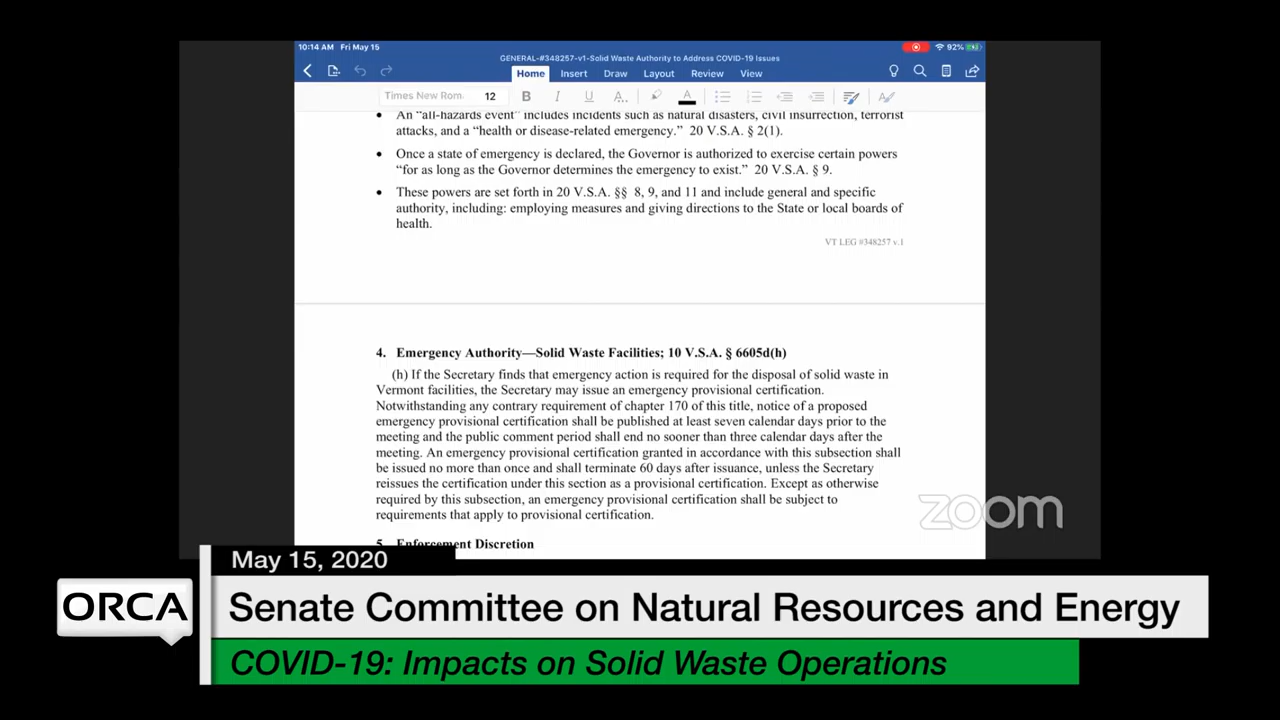 10:14 AM Fri May 15
92%
GENERAL-#348257-v1-Solid Waste Authority to Address COVID-19 Issues
Home Insert Draw Layout Review View
Times New Rom 12 B I U A.. A
• An “all-hazards event” includes incidents such as natural disasters, civil insurrection, terrorist
attacks, and a “health or disease-related emergency.” 20 V.S.A. § 2(1).
• Once a state of emergency is declared, the Governor is authorized to exercise certain powers
“for as long as the Governor determines the emergency to exist.” 20 V.S.A. § 9.
• These powers are set forth in 20 V.S.A. §§ 8, 9, and 11 and include general and specific
authority, including: employing measures and giving directions to the State or local boards of
health.
VT LEG #348257 v.1
4. Emergency Authority—Solid Waste Facilities; 10 V.S.A. § 6605d(h)
(h) If the Secretary finds that emergency action is required for the disposal of solid waste in
Vermont facilities, the Secretary may issue an emergency provisional certification.
Notwithstanding any contrary requirement of chapter 170 of this title, notice of a proposed
emergency provisional certification shall be published at least seven calendar days prior to the
meeting and the public comment period shall end no sooner than three calendar days after the
meeting. An emergency provisional certification granted in accordance with this subsection shall
be issued no more than once and shall terminate 60 days after issuance, unless the Secretary
reissues the certification under this section as a provisional certification. Except as otherwise
required by this subsection, an emergency provisional certification shall be subject to
requirements that apply to provisional certification.
5. Enforcement Discretion
zoom
May 15, 2020
ORCA
Senate Committee on Natural Resources and Energy
COVID-19: Impacts on Solid Waste Operations